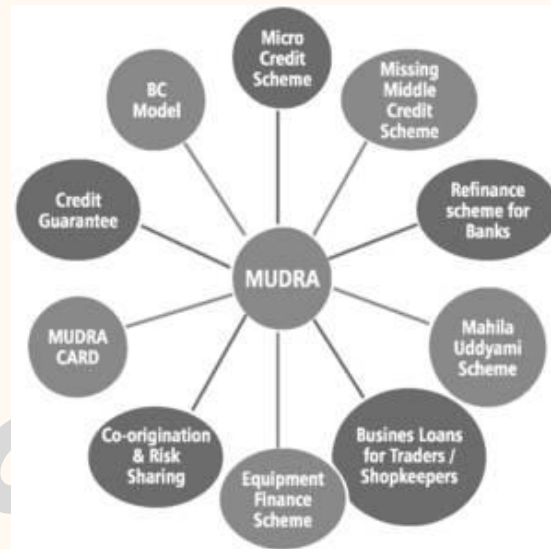 Micro
Credit
Scheme
Missing
Middle
Credit
Scheme
Refinance
scheme for
Banks
Mahila
Uddyami
Scheme
Busines Loans
for Traders /
Shopkeepers
Equipment
Finance
Scheme
Co-origination
& Risk
Sharing
MUDRA
CARD
Credit
Guarantee
BC
Model
MUDRA